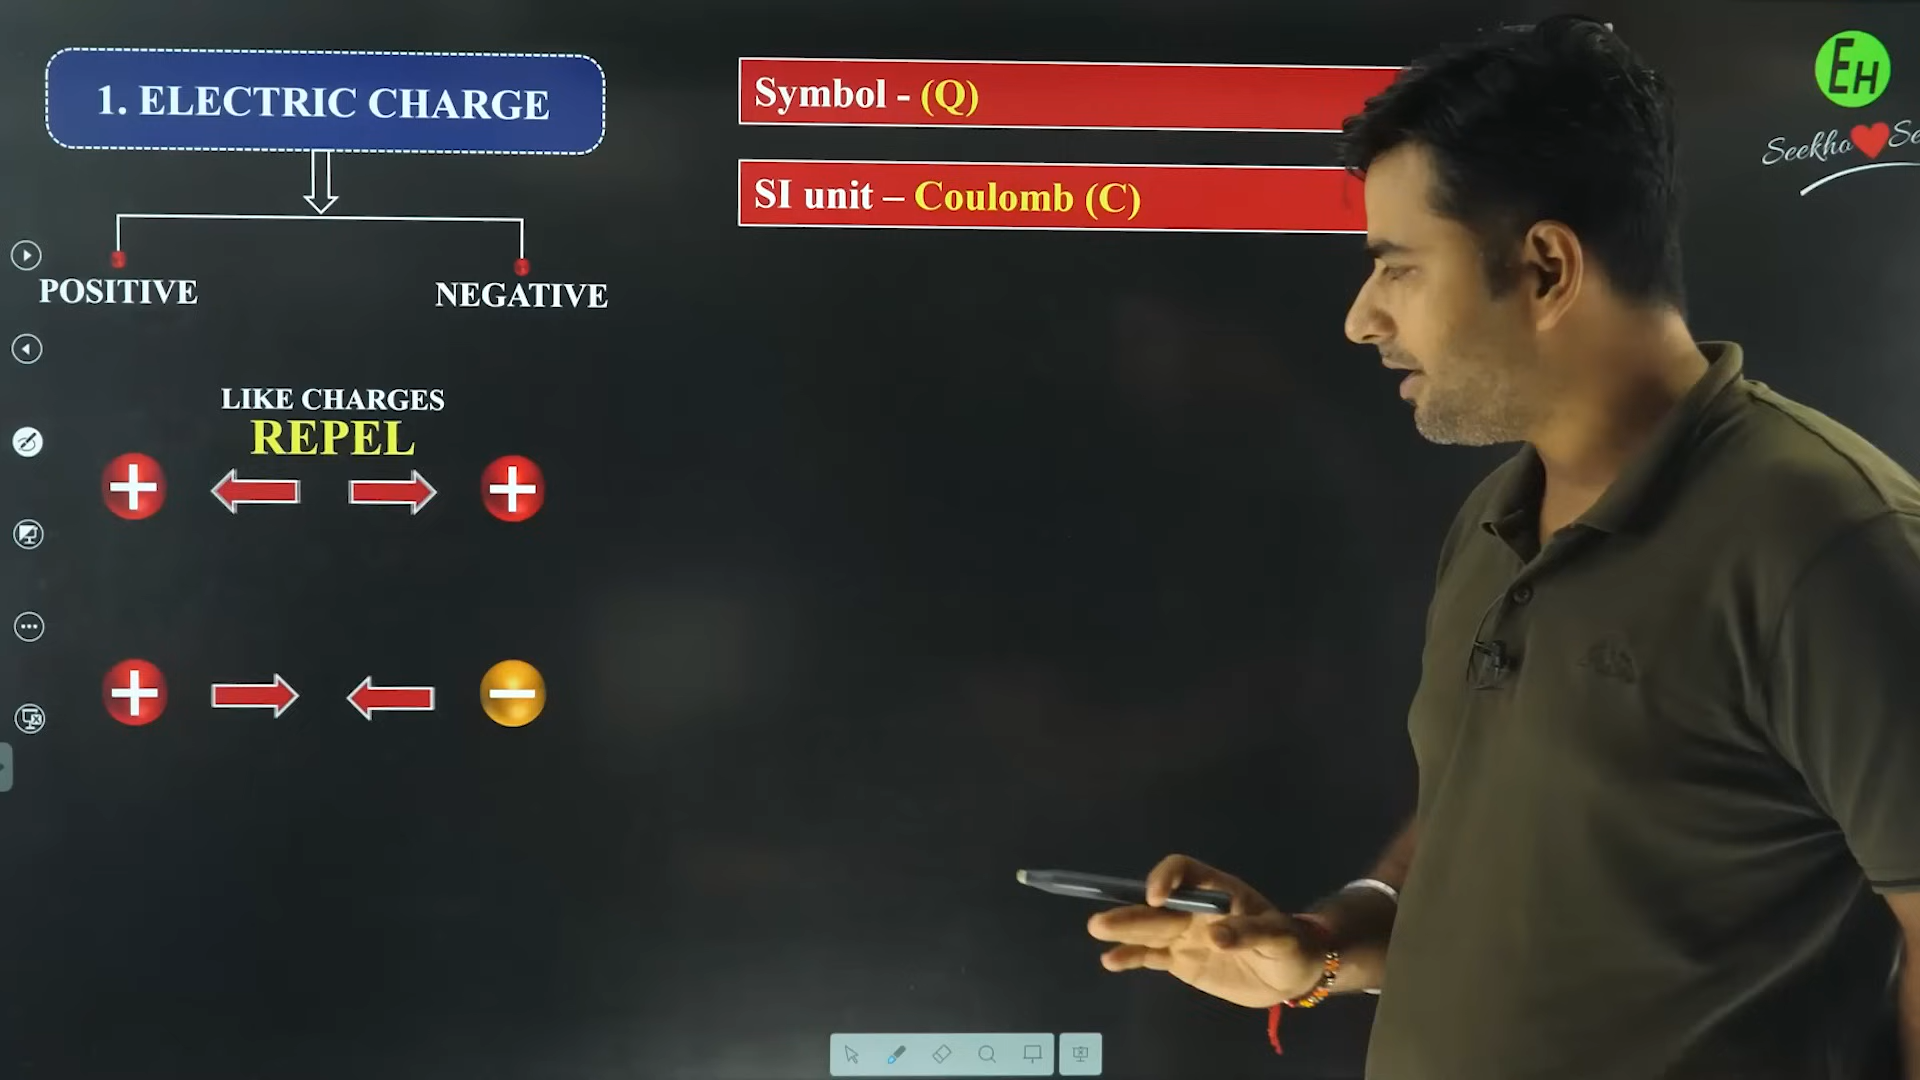 1. ELECTRIC CHARGE
POSITIVE
NEGATIVE
LIKE CHARGES
REPEL
Symbol - (Q)
SI unit – Coulomb (C)
EH
Seekho